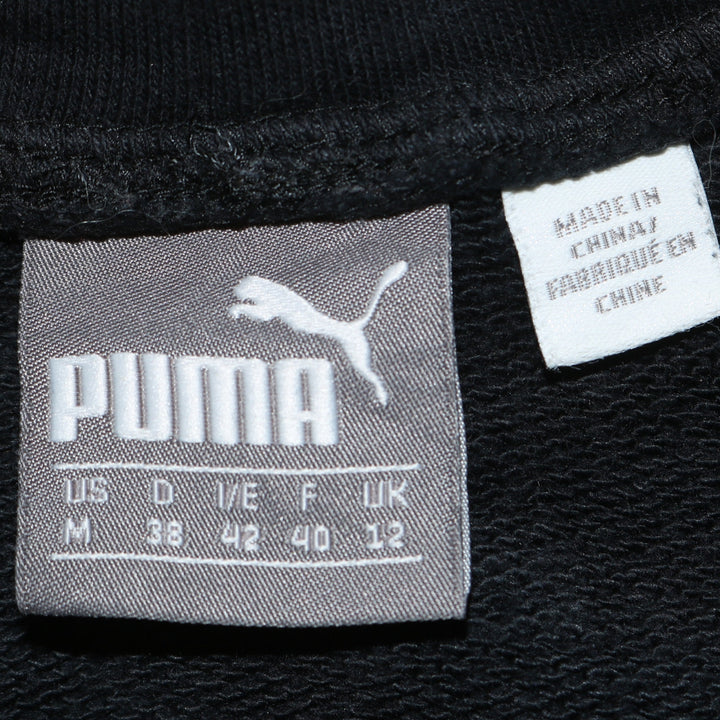 PUMA
US D I/E F UK
M 38 42 40 12
MADE IN
CHINA/
FABRIQUÉ EN
CHINE